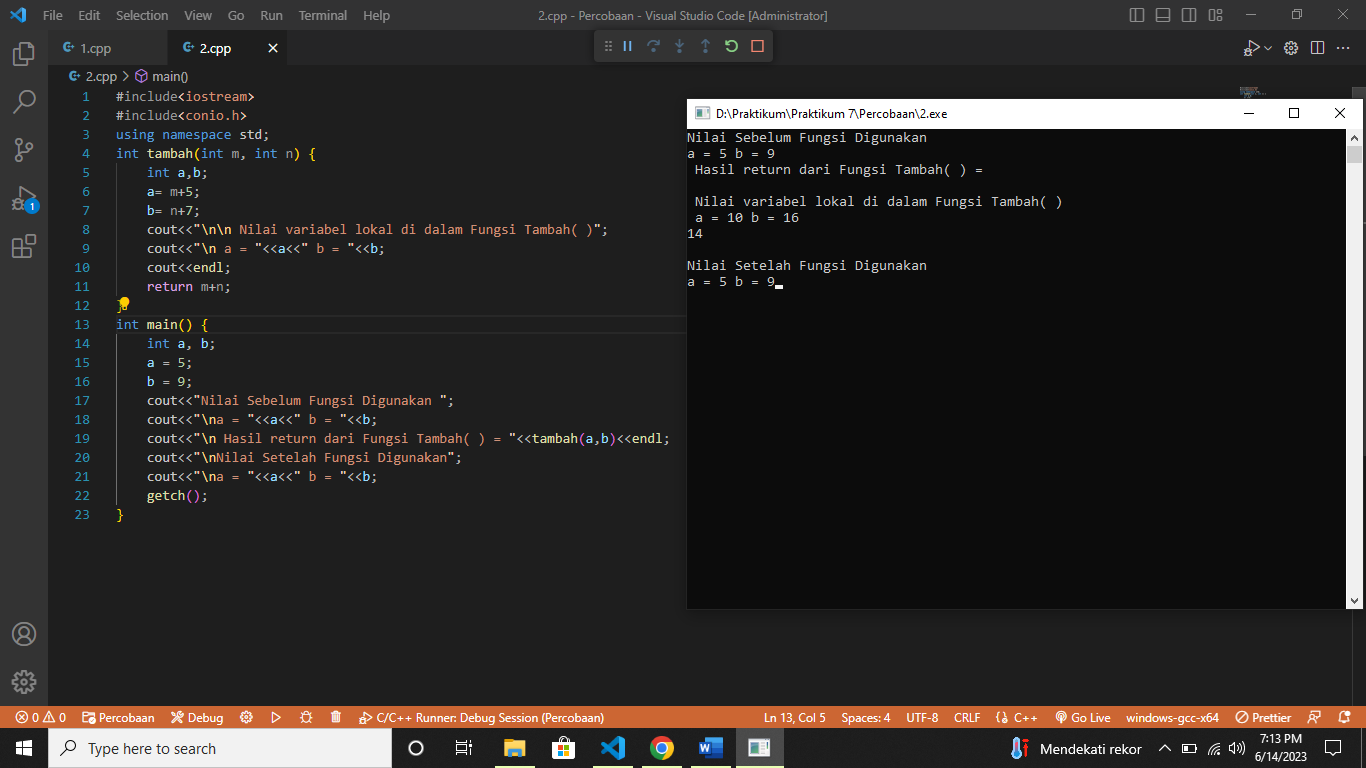 File Edit Selection View Go Run Terminal Help
2.cpp - Percobaan - Visual Studio Code [Administrator]
1.cpp 2.cpp
2.cpp > main()
1 #include<iostream>
2 #include<conio.h>
3 using namespace std;
4 int tambah(int m, int n) {
5 int a,b;
6 a= m+5;
7 b= n+7;
8 cout<<"\n\n Nilai variabel lokal di dalam Fungsi Tambah( )";
9 cout<<"\n a = "<<a<<" b = "<<b;
10 cout<<endl;
11 return m+n;
12 }
13 int main() {
14 int a, b;
15 a = 5;
16 b = 9;
17 cout<<"Nilai Sebelum Fungsi Digunakan ";
18 cout<<"\na = "<<a<<" b = "<<b;
19 cout<<"\n Hasil return dari Fungsi Tambah( ) = "<<tambah(a,b)<<endl;
20 cout<<"\nNilai Setelah Fungsi Digunakan";
21 cout<<"\na = "<<a<<" b = "<<b;
22 getch();
23 }
D:\Praktikum\Praktikum 7\Percobaan\2.exe
Nilai Sebelum Fungsi Digunakan
a = 5 b = 9
Hasil return dari Fungsi Tambah( ) =
Nilai variabel lokal di dalam Fungsi Tambah( )
a = 10 b = 16
14
Nilai Setelah Fungsi Digunakan
a = 5 b = 9
1
0 0 Percobaan Debug C/C++ Runner: Debug Session (Percobaan) Ln 13, Col 5 Spaces: 4 UTF-8 CRLF C++ Go Live windows-gcc-x64 Prettier
Type here to search
Mendekati rekor
7:13 PM
6/14/2023